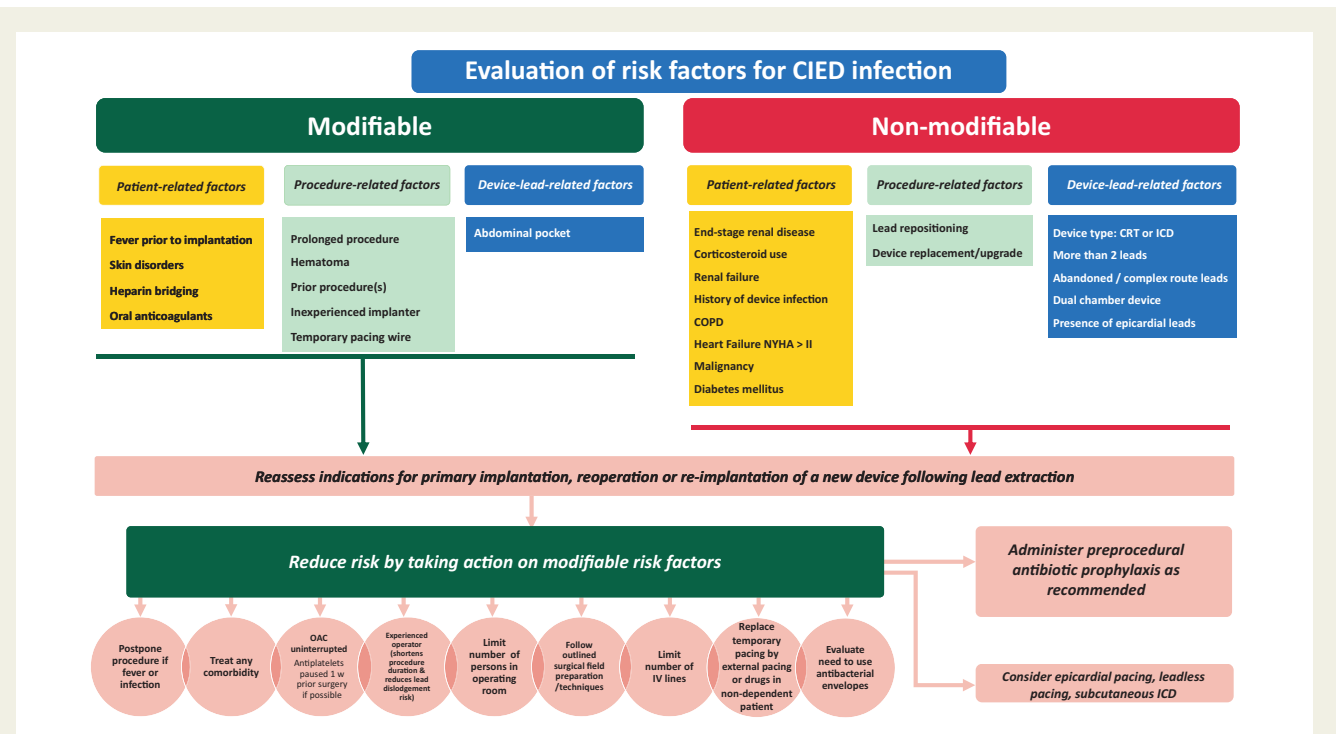 Evaluation of risk factors for CIED infection
Modifiable
Non-modifiable
Patient-related factors
Procedure-related factors
Device-lead-related factors
Fever prior to implantation
Skin disorders
Heparin bridging
Oral anticoagulants
Prolonged procedure
Hematoma
Prior procedure(s)
Inexperienced implanter
Temporary pacing wire
Abdominal pocket
Patient-related factors
Procedure-related factors
Device-lead-related factors
End-stage renal disease
Corticosteroid use
Renal failure
History of device infection
COPD
Heart Failure NYHA > II
Malignancy
Diabetes mellitus
Lead repositioning
Device replacement/upgrade
Device type: CRT or ICD
More than 2 leads
Abandoned / complex route leads
Dual chamber device
Presence of epicardial leads
Reassess indications for primary implantation, reoperation or re-implantation of a new device following lead extraction
Reduce risk by taking action on modifiable risk factors
Administer preprocedural
antibiotic prophylaxis as
recommended
Postpone
procedure if
fever or
infection
Treat any
comorbidity
OAC
uninterrupted
Antiplatelets
paused 1 w
prior surgery
if possible
Experienced
operator
(shortens
procedure
duration &
reduces lead
dislodgement
risk)
Limit
number of
persons in
operating
room
Follow
outlined
surgical field
preparation
/techniques
Limit
number of
IV lines
Replace
temporary
pacing by
external pacing
or drugs in
non-dependent
patient
Evaluate
need to use
antibacterial
envelopes
Consider epicardial pacing, leadless
pacing, subcutaneous ICD